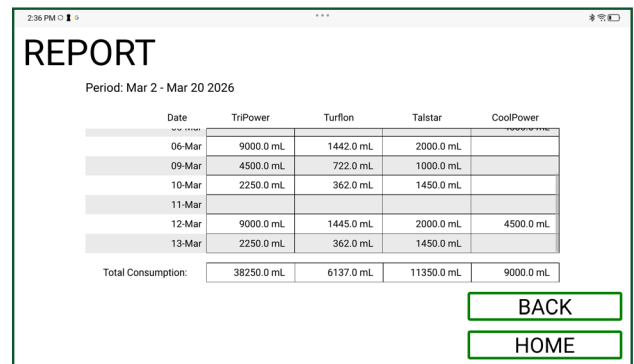 2:36 PM
REPORT
Period: Mar 2 - Mar 20 2026
Date TriPower Turflon Talstar CoolPower
06-Mar 9000.0 mL 1442.0 mL 2000.0 mL
09-Mar 4500.0 mL 722.0 mL 1000.0 mL
10-Mar 2250.0 mL 362.0 mL 1450.0 mL
11-Mar
12-Mar 9000.0 mL 1445.0 mL 2000.0 mL 4500.0 mL
13-Mar 2250.0 mL 362.0 mL 1450.0 mL
Total Consumption: 38250.0 mL 6137.0 mL 11350.0 mL 9000.0 mL
BACK
HOME